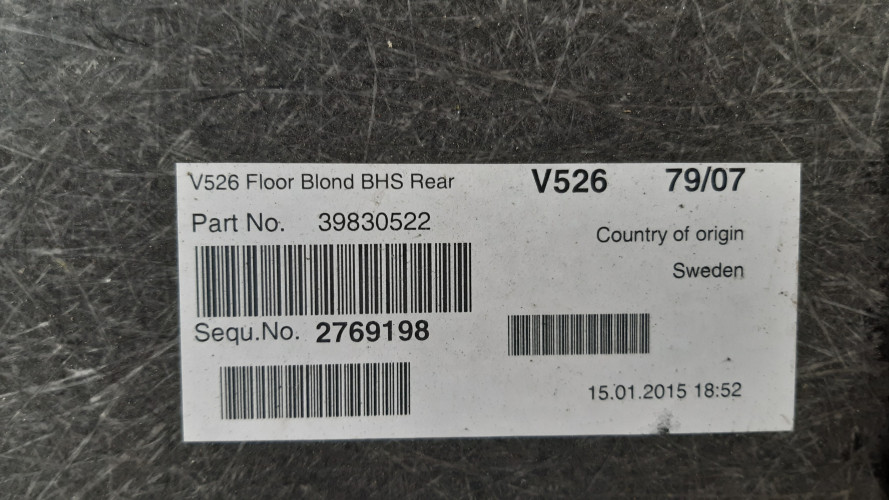 V526 Floor Blond BHS Rear
V526 79/07
Part No. 39830522
Country of origin
Sweden
Sequ.No. 2769198
15.01.2015 18:52